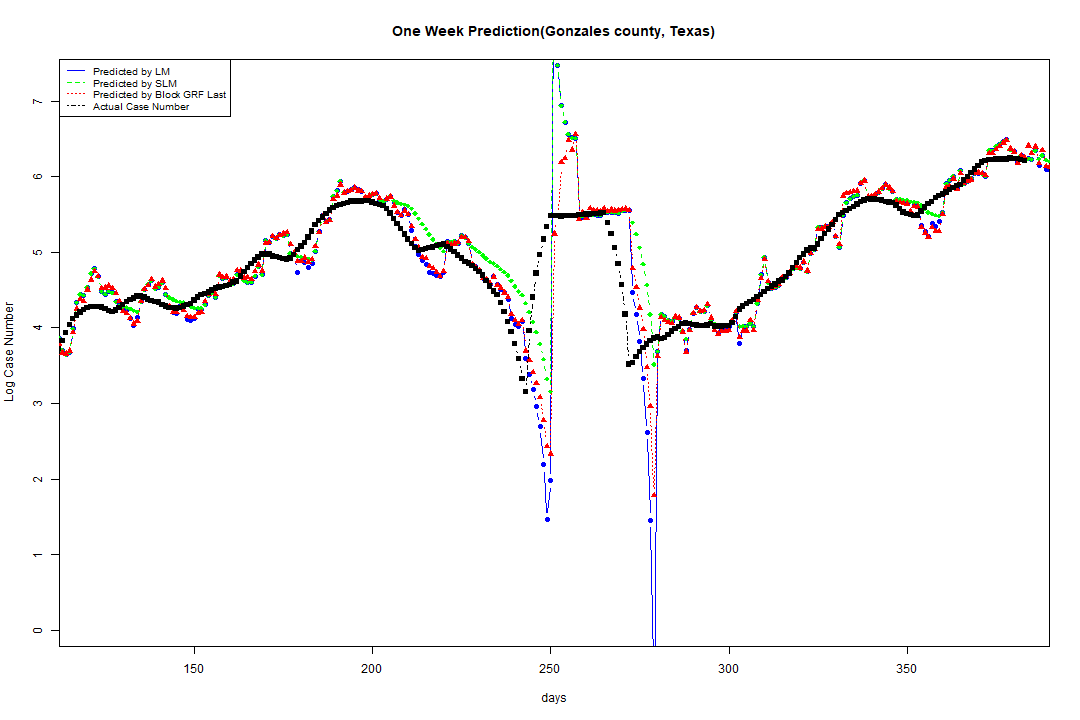 One Week Prediction(Gonzales county, Texas)
Predicted by LM
Predicted by SLM
Predicted by Block GRF Last
Actual Case Number
7
6
5
4
3
2
1
0
Log Case Number
150
200
250
300
350
days